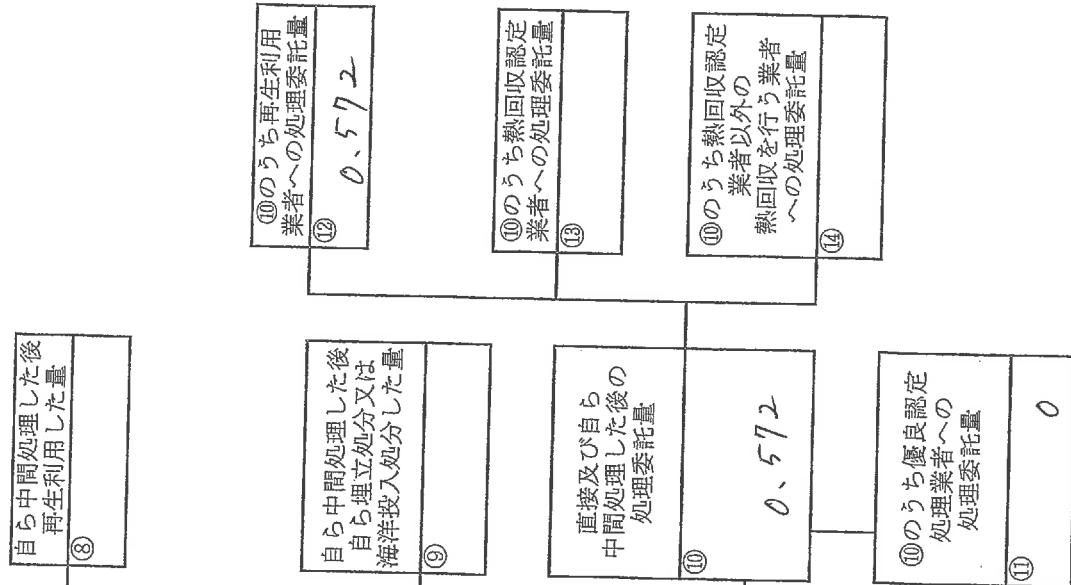 自ら中間処理した後
再生利用した量
⑧
自ら中間処理した後
自ら埋立処分又は
海洋投入処分した量
⑨
直接及び自ら
中間処理した後の
処理委託量
⑩
0.572
⑩のうち優良認定
処理業者への
処理委託量
⑪
0
⑩のうち再生利用
業者への処理委託量
⑫
0.572
⑩のうち熱回収認定
業者への処理委託量
⑬
⑩のうち熱回収認定
業者以外の
熱回収を行う業者
への処理委託量
⑭